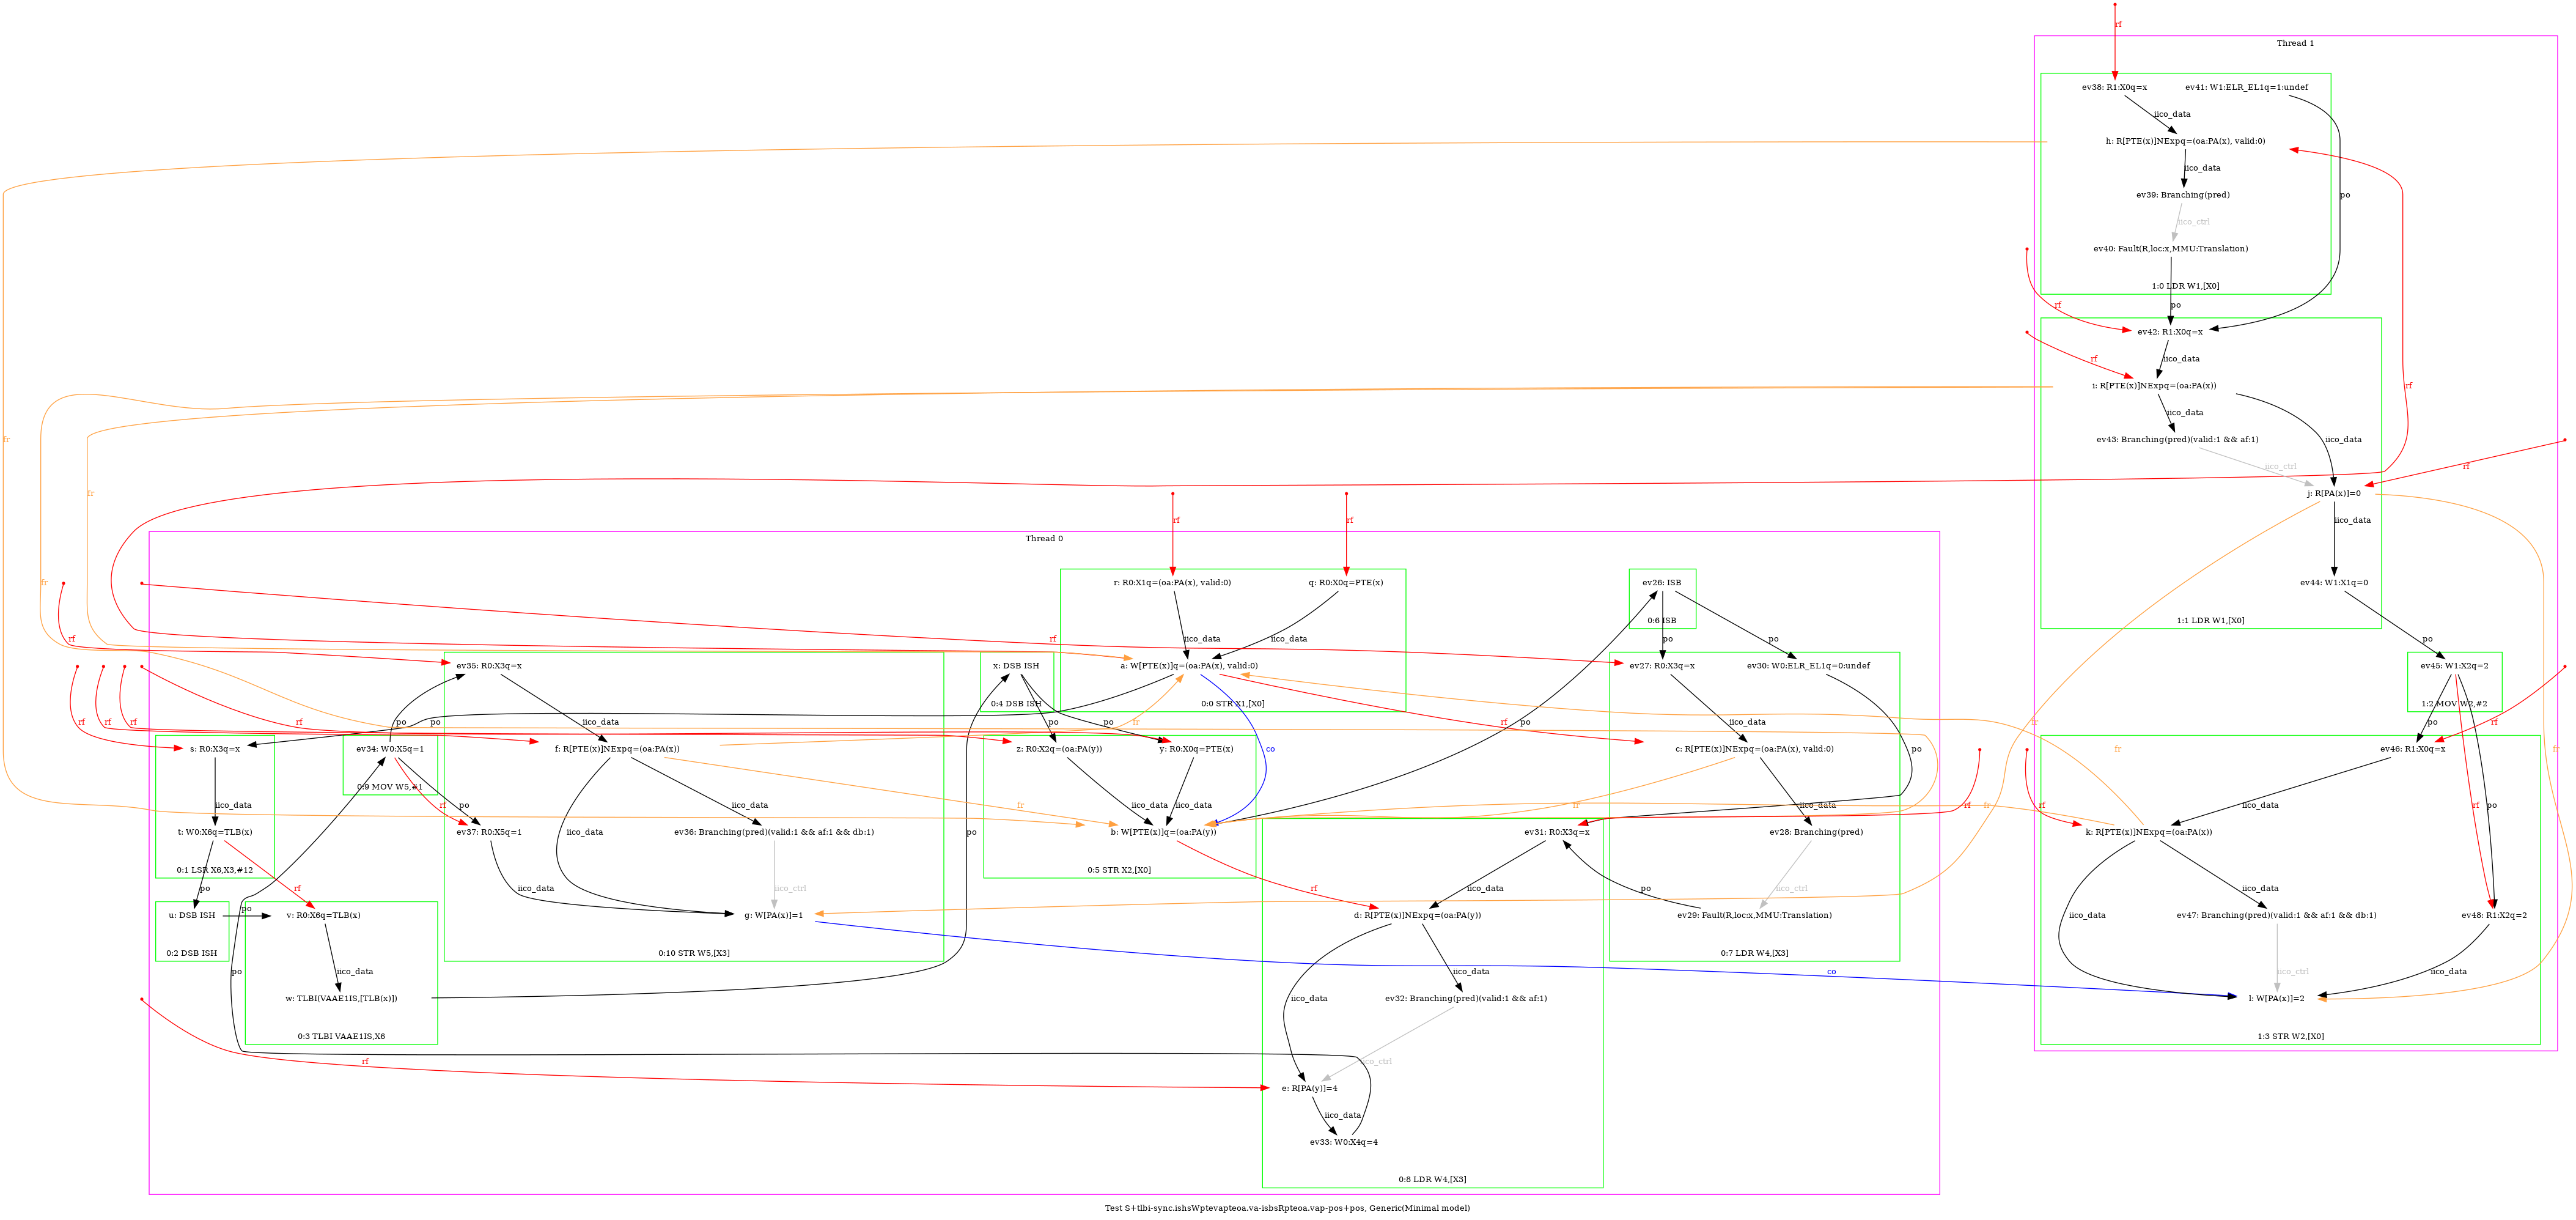 rf
Thread 1
ev38: R1:X0q=x
ev41: W1:ELR_EL1q=1:undef
iico_data
h: R[PTE(x)]NExpq=(oa:PA(x), valid:0)
iico_data
ev39: Branching(pred)
po
iico_ctrl
ev40: Fault(R,loc:x,MMU:Translation)
1:0 LDR W1,[X0]
rf
po
ev42: R1:X0q=x
rf
iico_data
i: R[PTE(x)]NExpq=(oa:PA(x))
rf
iico_data
fr
ev43: Branching(pred)(valid:1 && af:1)
iico_data
iico_ctrl
rf
fr
j: R[PA(x)]=0
rf
rf
iico_data
Thread 0
fr
r: R0:X1q=(oa:PA(x), valid:0)
q: R0:X0q=PTE(x)
ev26: ISB
ev44: W1:X1q=0
0:6 ISB
1:1 LDR W1,[X0]
rf
rf
iico_data
iico_data
po
po
po
ev35: R0:X3q=x
x: DSB ISH
a: W[PTE(x)]q=(oa:PA(x), valid:0)
ev27: R0:X3q=x
ev30: W0:ELR_EL1q=0:undef
ev45: W1:X2q=2
0:4 DSB ISH
0:0 STR X1,[X0]
1:2 MOV W2,#2
rf
rf
rf
rf
po
po
iico_data
po
po
fr
rf
iico_data
fr
po
rf
s: R0:X3q=x
ev34: W0:X5q=1
f: R[PTE(x)]NExpq=(oa:PA(x))
z: R0:X2q=(oa:PA(y))
y: R0:X0q=PTE(x)
co
po
c: R[PTE(x)]NExpq=(oa:PA(x), valid:0)
po
fr
ev46: R1:X0q=x
fr
0:9 MOV W5,#1
iico_data
rf
po
iico_data
iico_data
fr
iico_data
iico_data
fr
iico_data
rf
fr
rf
iico_data
rf
po
t: W0:X6q=TLB(x)
ev37: R0:X5q=1
ev36: Branching(pred)(valid:1 && af:1 && db:1)
b: W[PTE(x)]q=(oa:PA(y))
ev31: R0:X3q=x
ev28: Branching(pred)
k: R[PTE(x)]NExpq=(oa:PA(x))
0:1 LSR X6,X3,#12
0:5 STR X2,[X0]
po
rf
iico_data
iico_ctrl
rf
iico_data
po
iico_ctrl
iico_data
u: DSB ISH
po
v: R0:X6q=TLB(x)
g: W[PA(x)]=1
d: R[PTE(x)]NExpq=(oa:PA(y))
ev29: Fault(R,loc:x,MMU:Translation)
iico_data
ev47: Branching(pred)(valid:1 && af:1 && db:1)
ev48: R1:X2q=2
0:2 DSB ISH
0:10 STR W5,[X3]
0:7 LDR W4,[X3]
po
iico_data
iico_data
co
iico_ctrl
iico_data
w: TLBI(VAAE1IS,[TLB(x)])
iico_data
ev32: Branching(pred)(valid:1 && af:1)
l: W[PA(x)]=2
0:3 TLBI VAAE1IS,X6
1:3 STR W2,[X0]
rf
iico_ctrl
e: R[PA(y)]=4
iico_data
ev33: W0:X4q=4
0:8 LDR W4,[X3]
Test S+tlbi-sync.ishsWptevapteoa.va-isbsRpteoa.vap-pos+pos, Generic(Minimal model)